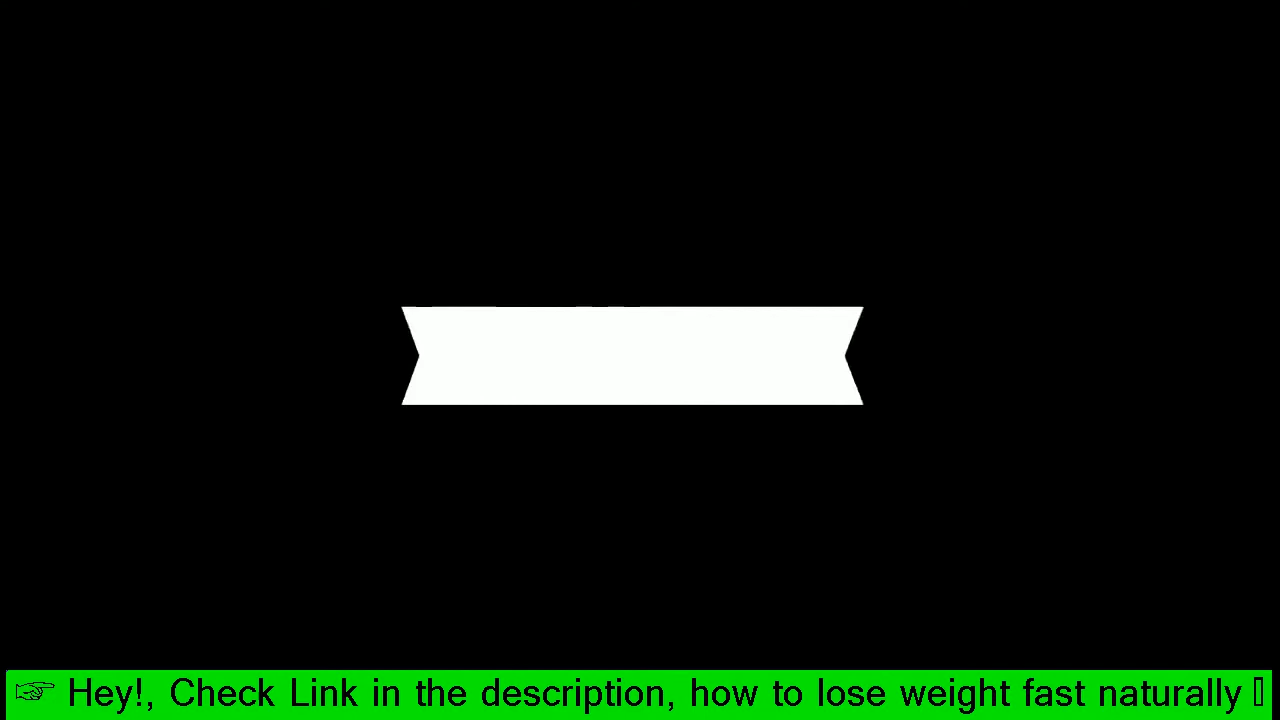 ☞ Hey!, Check Link in the description, how to lose weight fast naturally